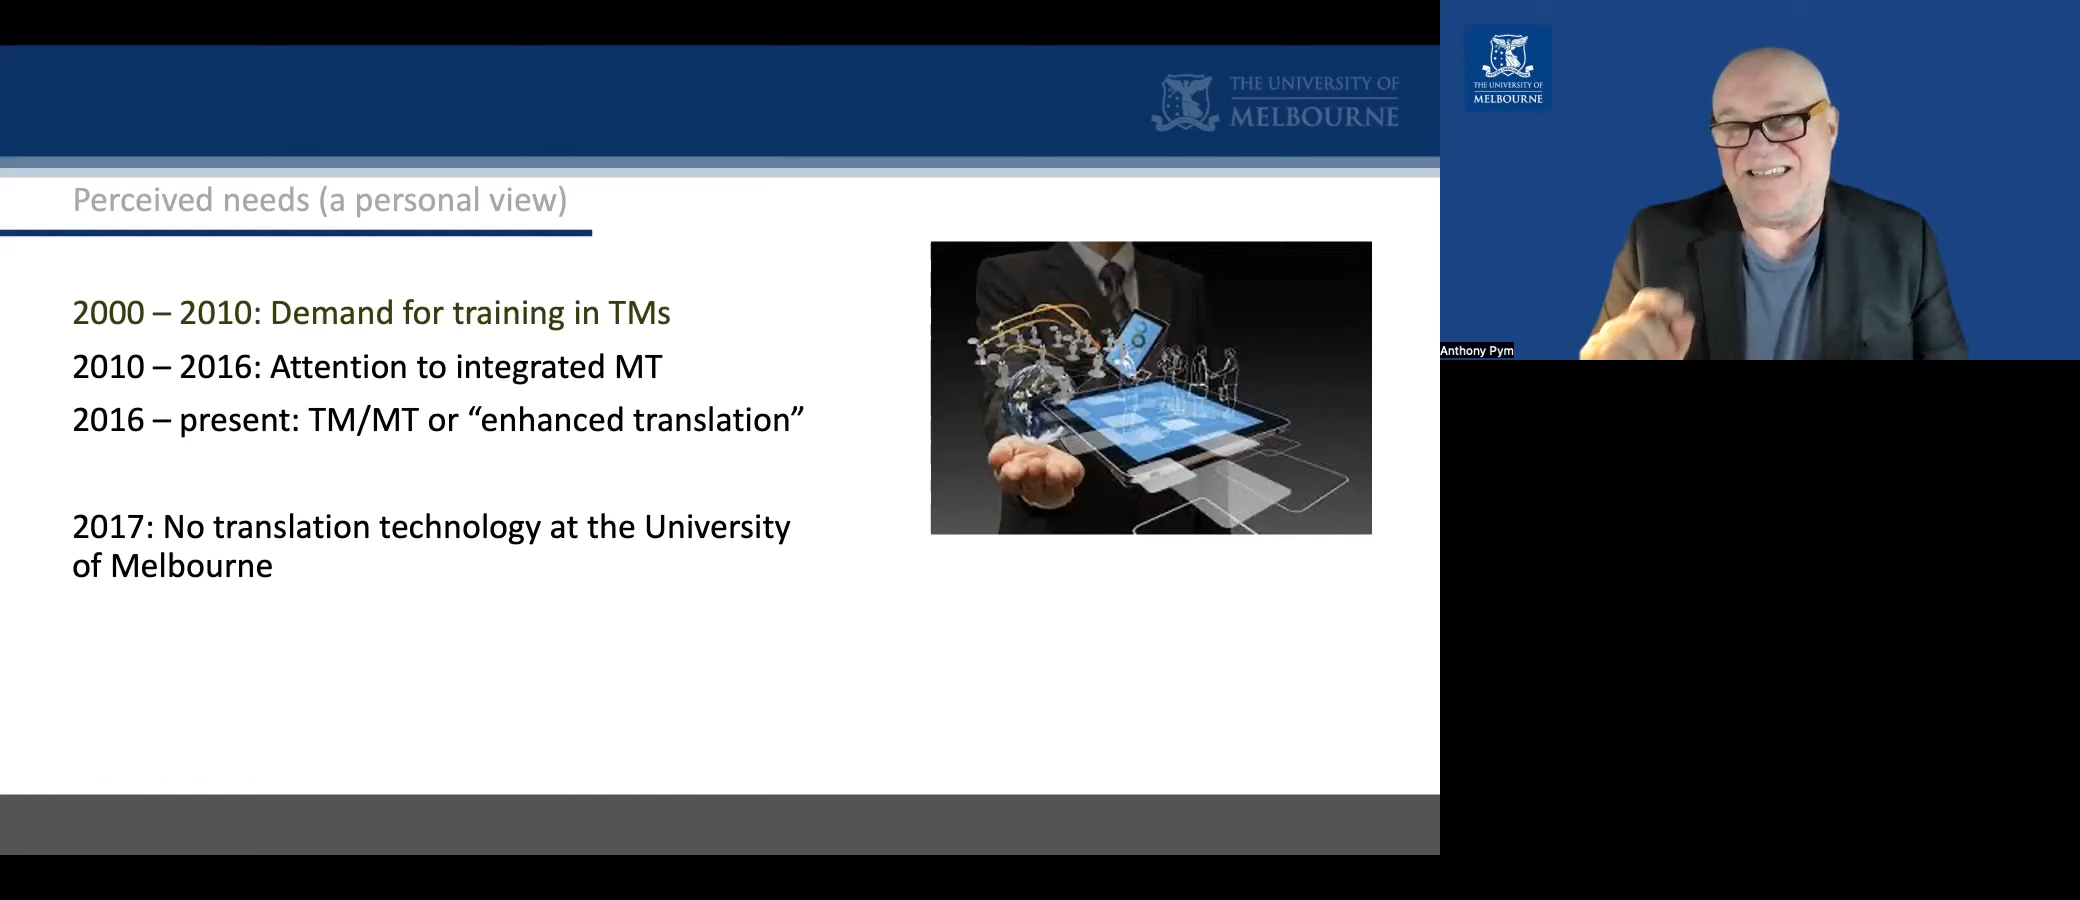 THE UNIVERSITY OF
MELBOURNE
Perceived needs (a personal view)
2000 – 2010: Demand for training in TMs
2010 – 2016: Attention to integrated MT
2016 – present: TM/MT or “enhanced translation”
2017: No translation technology at the University
of Melbourne
THE UNIVERSITY OF
MELBOURNE
Anthony Pym